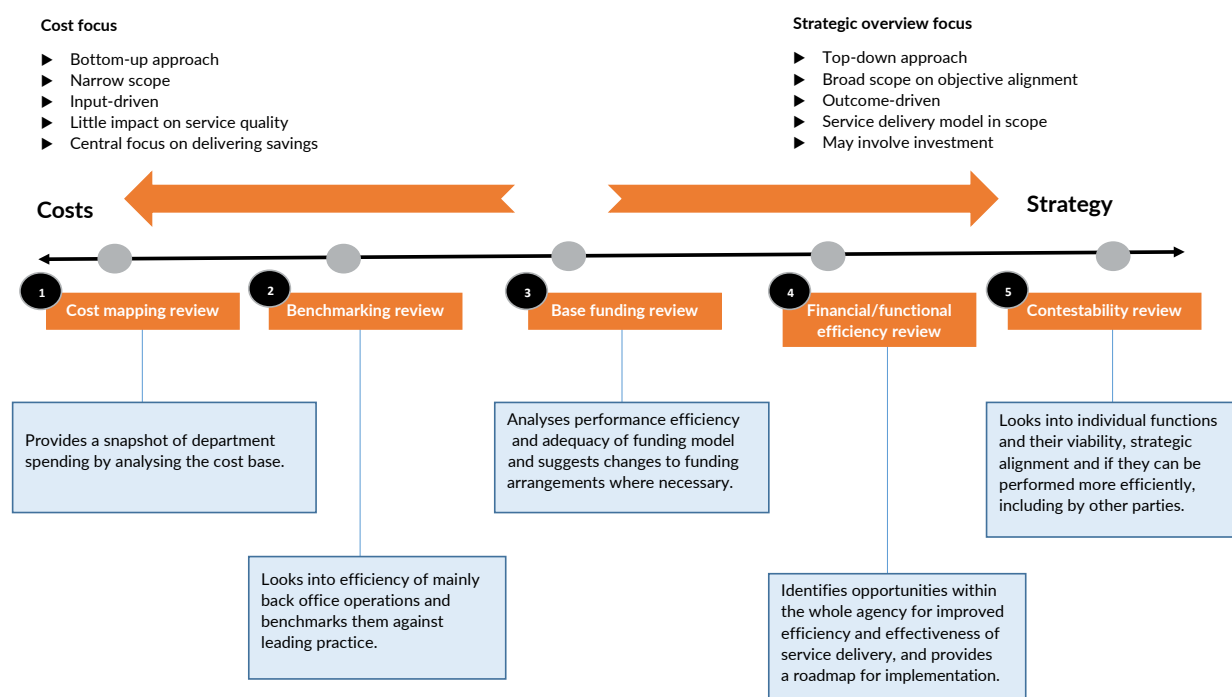 Cost focus
▶ Bottom-up approach
▶ Narrow scope
▶ Input-driven
▶ Little impact on service quality
▶ Central focus on delivering savings
Strategic overview focus
▶ Top-down approach
▶ Broad scope on objective alignment
▶ Outcome-driven
▶ Service delivery model in scope
▶ May involve investment
Costs
Strategy
1
Cost mapping review
2
Benchmarking review
3
Base funding review
4
Financial/functional
efficiency review
5
Contestability review
Provides a snapshot of department
spending by analysing the cost base.
Looks into efficiency of mainly
back office operations and
benchmarks them against
leading practice.
Analyses performance efficiency
and adequacy of funding model
and suggests changes to funding
arrangements where necessary.
Identifies opportunities within
the whole agency for improved
efficiency and effectiveness of
service delivery, and provides
a roadmap for implementation.
Looks into individual functions
and their viability, strategic
alignment and if they can be
performed more efficiently,
including by other parties.